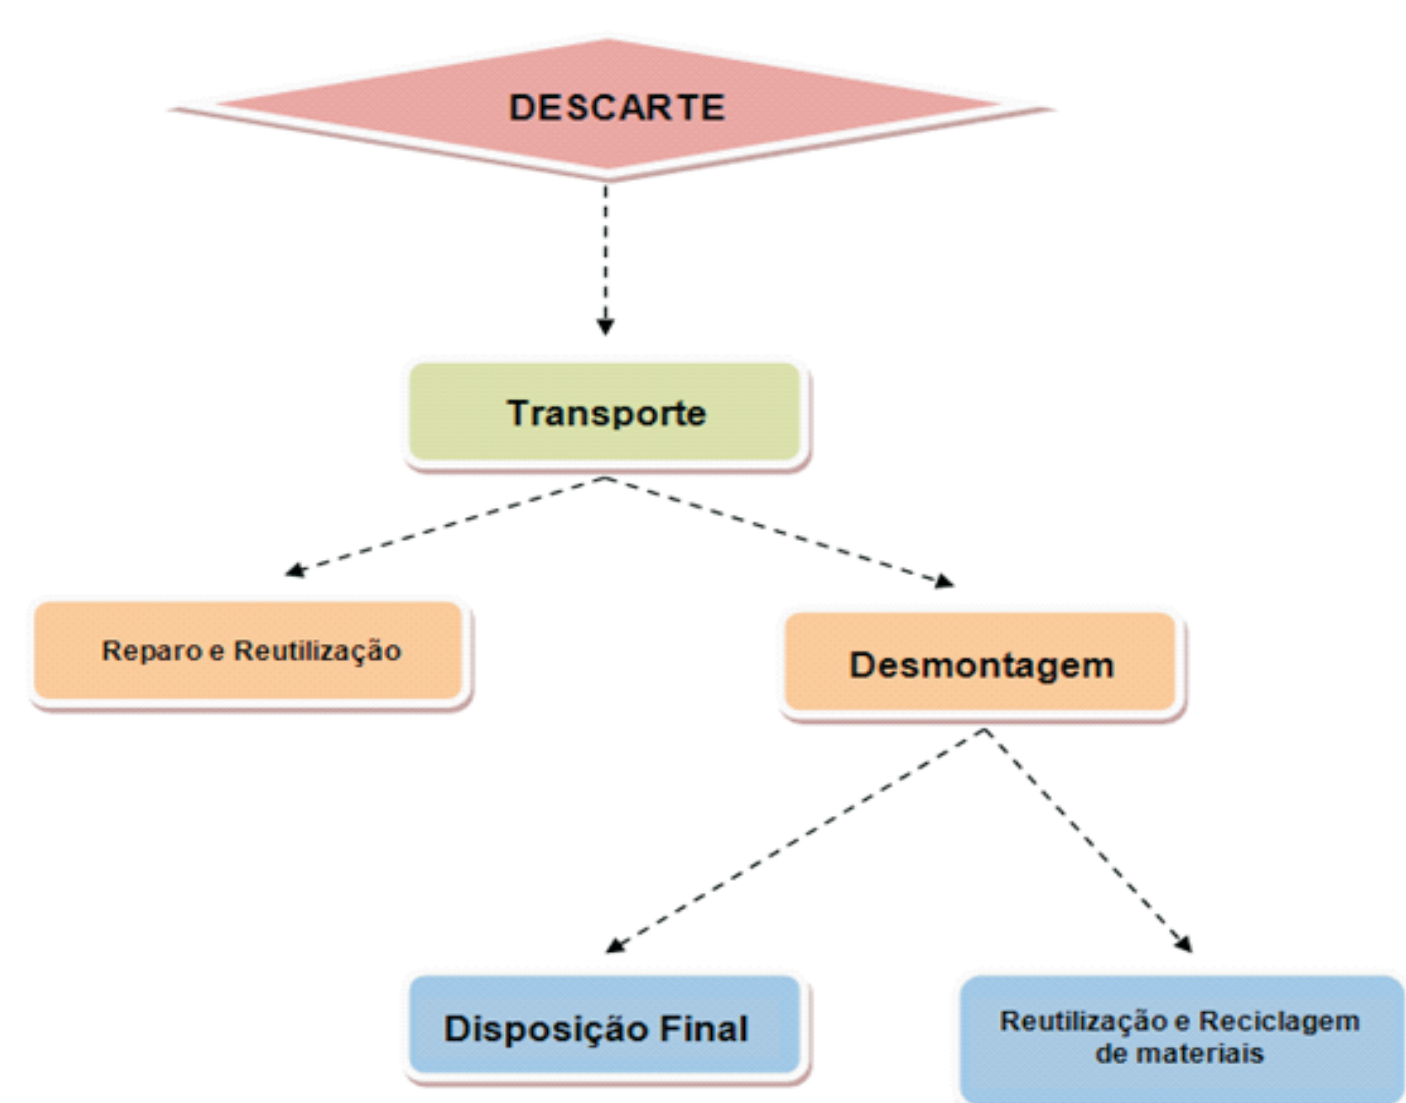 DESCARTE
Transporte
Reparo e Reutilização
Desmontagem
Disposição Final
Reutilização e Reciclagem
de materiais